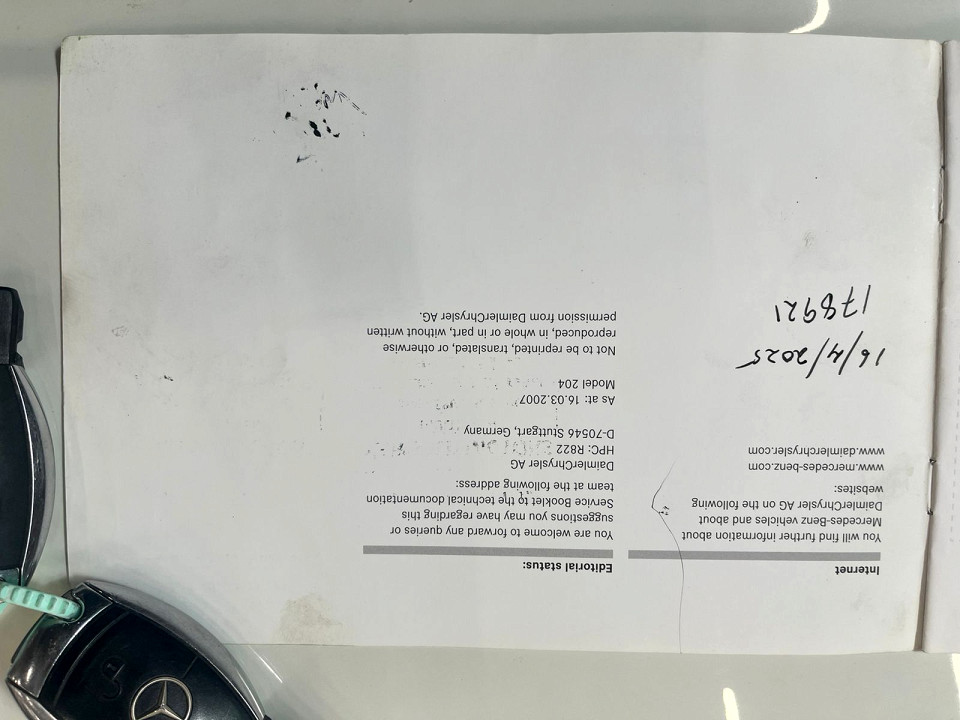 Internet
You will find further information about
Mercedes-Benz vehicles and about
DaimlerChrysler AG on the following
websites:
www.mercedes-benz.com
www.daimlerchrysler.com
16/4/2025
178921
Editorial status:
You are welcome to forward any queries or
suggestions you may have regarding this
Service Booklet to the technical documentation
team at the following address:
DaimlerChrysler AG
HPC: R822
D-70546 Stuttgart, Germany
As at: 16.03.2007
Model 204
Not to be reprinted, translated, or otherwise
reproduced, in whole or in part, without written
permission from DaimlerChrysler AG.